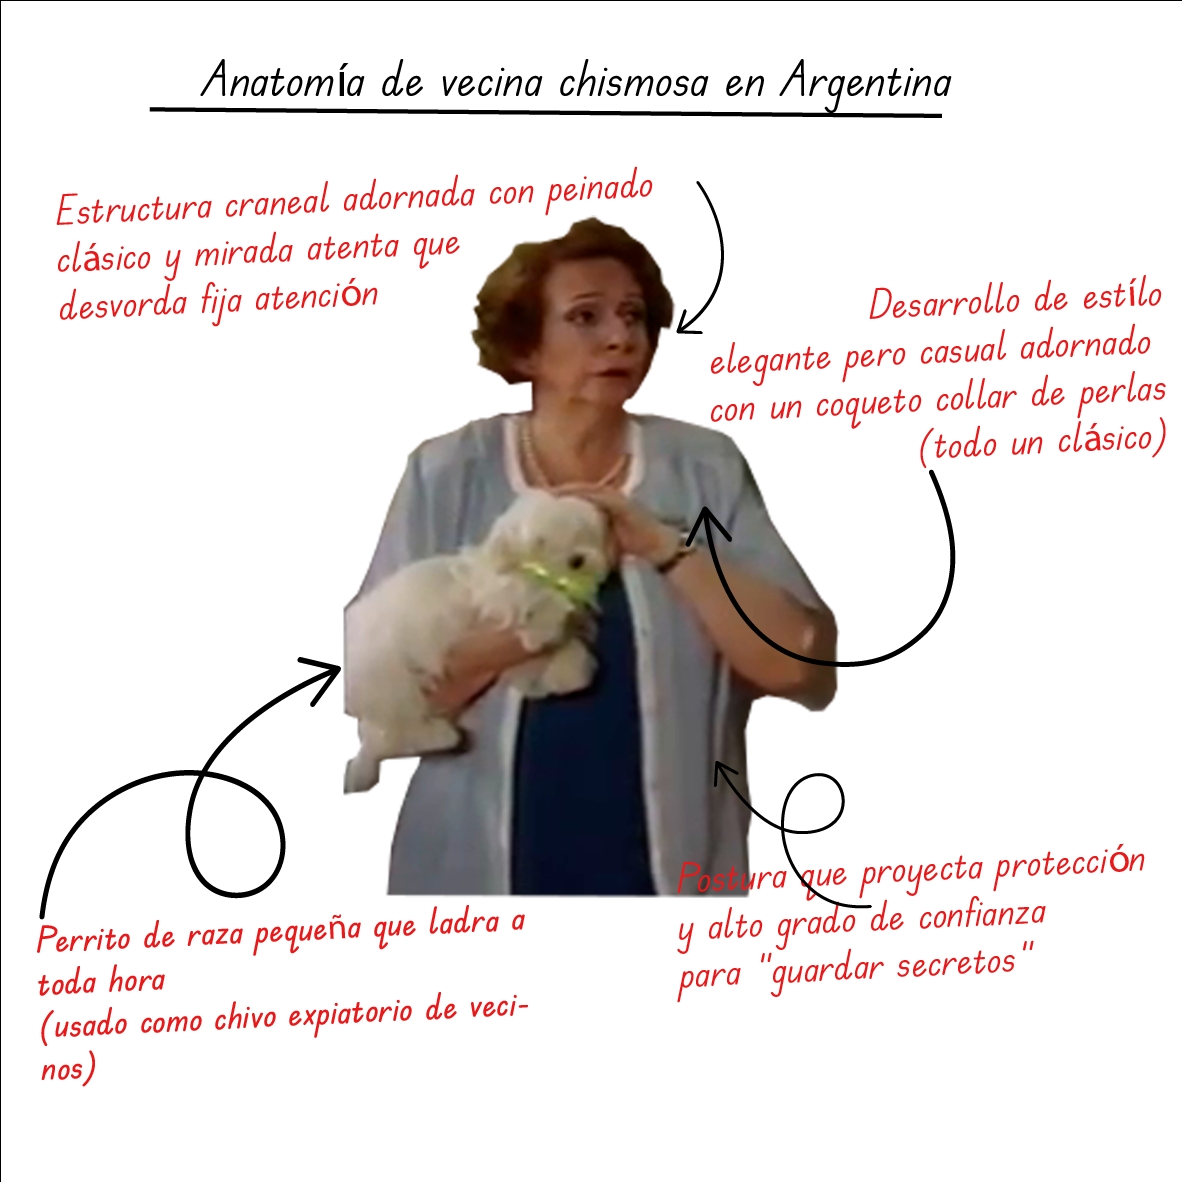 Anatomía de vecina chismosa en Argentina
Estructura craneal adornada con peinado
clásico y mirada atenta que
desvorda fija atención
Desarrollo de estílo
elegante pero casual adornado
con un coqueto collar de perlas
(todo un clásico)
Perrito de raza pequeña que ladra a
toda hora
(usado como chivo expiatorio de veci-
nos)
Postura que proyecta protección
y alto grado de confianza
para "guardar secretos"